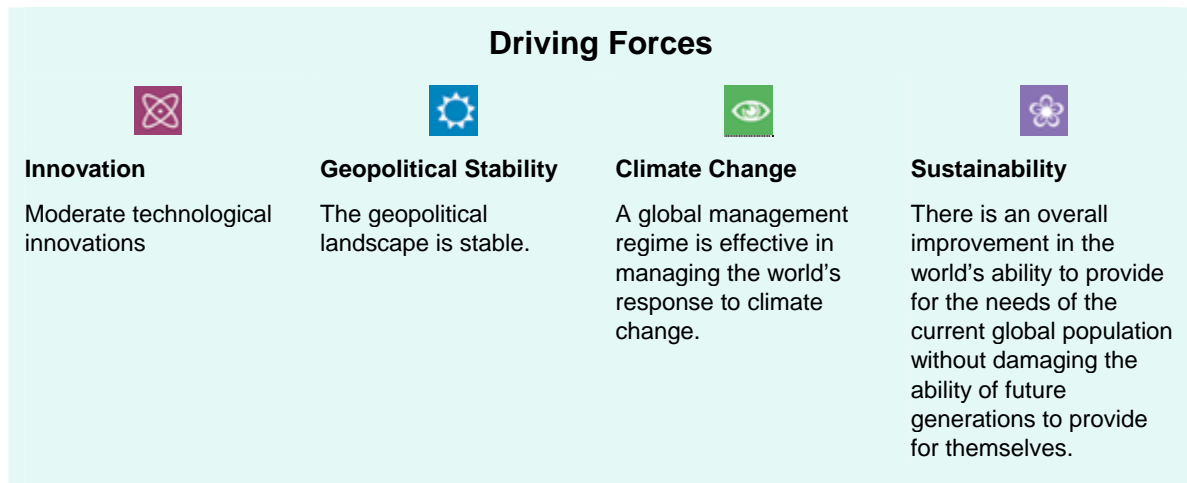 Driving Forces
Innovation
Moderate technological
innovations
Geopolitical Stability
The geopolitical
landscape is stable.
Climate Change
A global management
regime is effective in
managing the world’s
response to climate
change.
Sustainability
There is an overall
improvement in the
world’s ability to provide
for the needs of the
current global population
without damaging the
ability of future
generations to provide
for themselves.